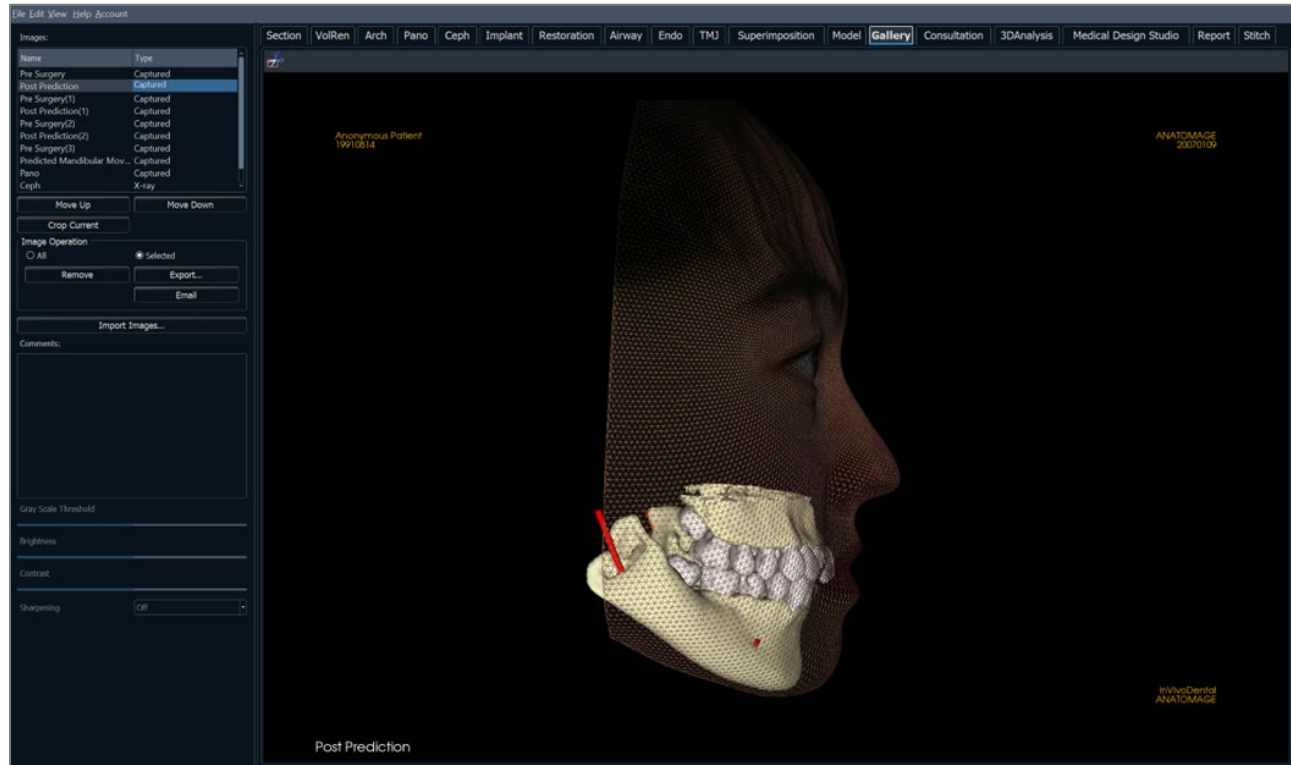 File Edit View Help Account
Images:
Section VolRen Arch Pano Ceph Implant Restoration Airway Endo TMJ Superimposition Model Gallery Consultation 3DAnalysis Medical Design Studio Report Stitch
Name Type
Pre Surgery Captured
Post Prediction Captured
Pre Surgery(1) Captured
Post Prediction(1) Captured
Pre Surgery(2) Captured
Post Prediction(2) Captured
Pre Surgery(3) Captured
Predicted Mandibular Mov... Captured
Pano Captured
Ceph X-ray
Move Up Move Down
Crop Current
Image Operation
All Selected
Remove Export...
Email
Import Images...
Comments:
Gray Scale Threshold
Brightness
Contrast
Sharpening Off
Anonymous Patient
19910814
ANATOMAGE
20070109
InVivoDental
ANATOMAGE
Post Prediction